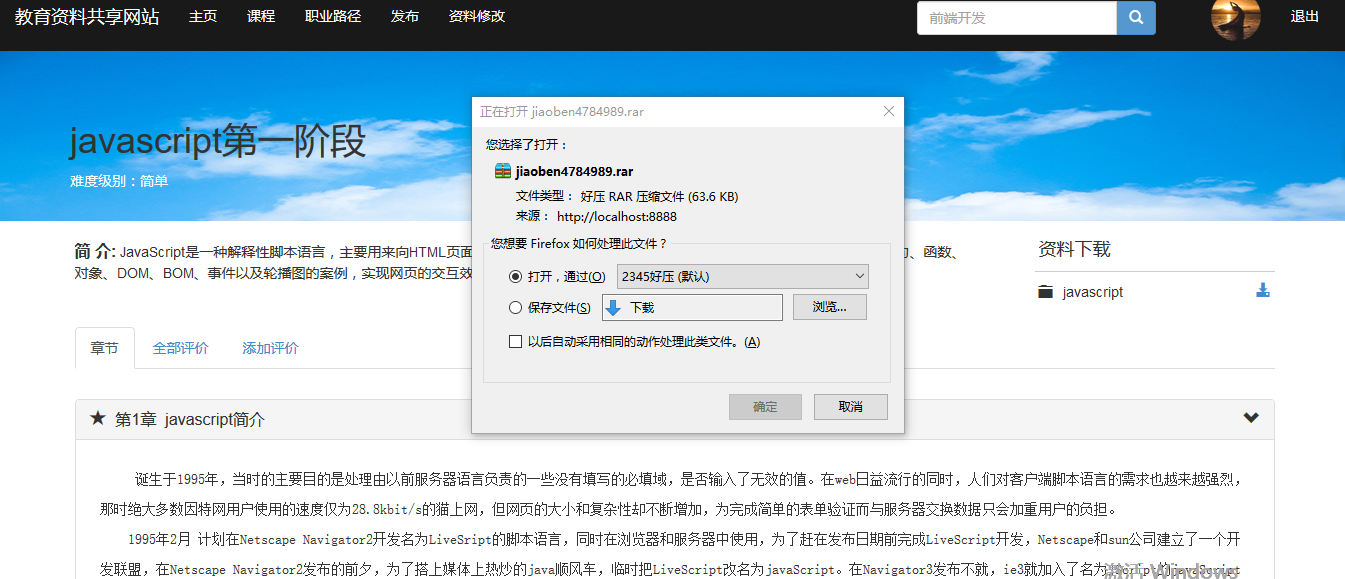 教育资料共享网站 主页 课程 职业路径 发布 资料修改 前端开发 退出
javascript第一阶段
难度级别：简单
正在打开 jiaoben4784989.rar
您选择了打开：
jiaoben4784989.rar
文件类型： 好压 RAR 压缩文件 (63.6 KB)
来源： http://localhost:8888
您想要 Firefox 如何处理此文件？
打开，通过(O) 2345好压 (默认)
保存文件(S) 下载 浏览...
以后自动采用相同的动作处理此类文件。(A)
确定 取消
简 介: JavaScript是一种解释性脚本语言，主要用来向HTML页面
、函数、
对象、DOM、BOM、事件以及轮播图的案例，实现网页的交互效
资料下载
javascript
章节 全部评价 添加评价
第1章 javascript简介
诞生于1995年，当时的主要目的是处理由以前服务器语言负责的一些没有填写的必填域，是否输入了无效的值。在web日益流行的同时，人们对客户端脚本语言的需求也越来越强烈，
那时绝大多数因特网用户使用的速度仅为28.8kbit/s的猫上网，但网页的大小和复杂性却不断增加，为完成简单的表单验证而与服务器交换数据只会加重用户的负担。
1995年2月 计划在Netscape Navigator2开发名为LiveSript的脚本语言，同时在浏览器和服务器中使用，为了赶在发布日期前完成LiveScript开发，Netscape和sun公司建立了一个开
发联盟，在Netscape Navigator2发布的前夕，为了搭上媒体上热炒的java顺风车，临时把LiveScript改名为javaScript。在Navigator3发布不就，ie3就加入了名为JScript的javaScript
激活 Windows